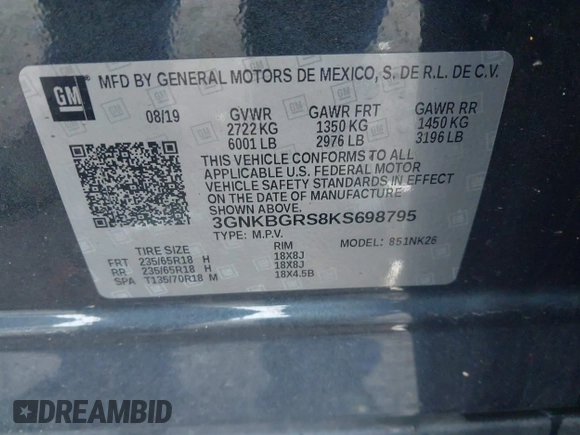 GM
MFD BY GENERAL MOTORS DE MEXICO, S. DE R.L. DE C.V.
08/19 GVWR GAWR FRT GAWR RR
2722 KG 1350 KG 1450 KG
6001 LB 2976 LB 3196 LB
THIS VEHICLE CONFORMS TO ALL
APPLICABLE U.S. FEDERAL MOTOR
VEHICLE SAFETY STANDARDS IN EFFECT
ON THE DATE OF MANUFACTURE
SHOWN ABOVE.
3GNKBGRS8KS698795
TYPE: M.P.V. MODEL: 851NK26
TIRE SIZE RIM
FRT 235/65R18 H 18X8J
RR 235/65R18 H 18X8J
SPA T135/70R18 M 18X4.5B
DREAMBID